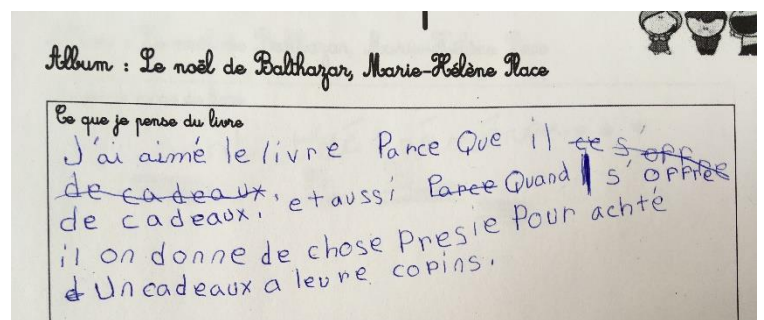 Album : Le noël de Balthazar, Marie-Hélène Place
Ce que je pense du livre
J'ai aimé le livre Parce Que il ce s'offre
de cadeaux. et aussi Parce Quand s'offree
de cadeaux.
il on donne de chose Presie Pour achté
d Un cadeaux a leure copins.